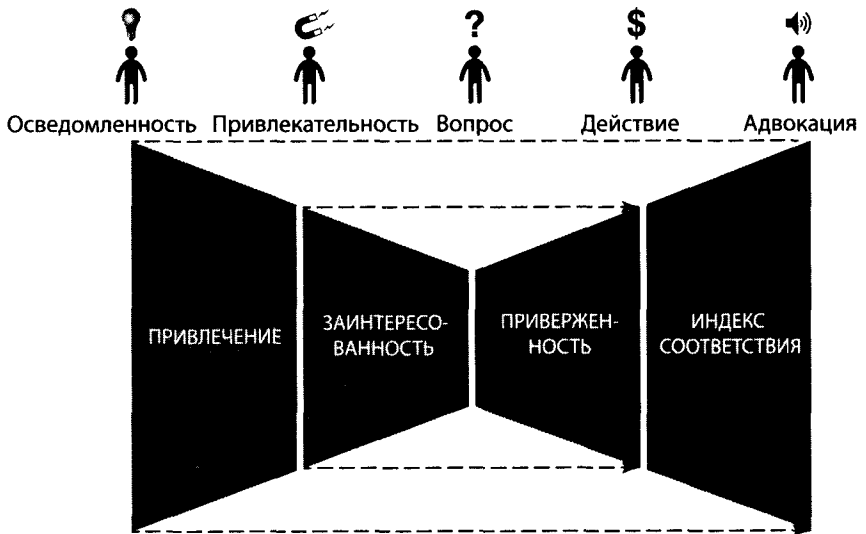 ? $
Осведомленность Привлекательность Вопрос Действие Адвокация
ПРИВЛЕЧЕНИЕ
ЗАИНТЕРЕСО-
ВАННОСТЬ
ПРИВЕРЖЕН-
НОСТЬ
ИНДЕКС
СООТВЕТСТВИЯ